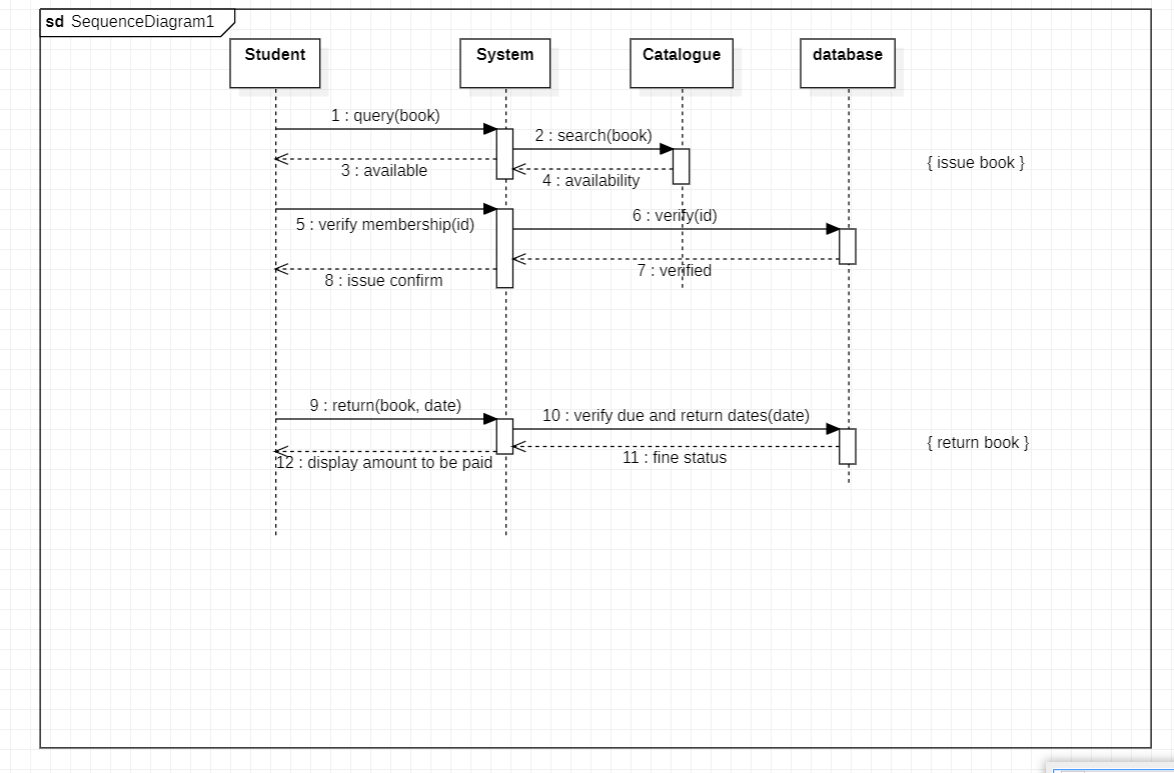 sd SequenceDiagram1
Student
System
Catalogue
database
1 : query(book)
2 : search(book)
3 : available
4 : availability
{ issue book }
5 : verify membership(id)
6 : verify(id)
7 : verified
8 : issue confirm
9 : return(book, date)
10 : verify due and return dates(date)
11 : fine status
12 : display amount to be paid
{ return book }